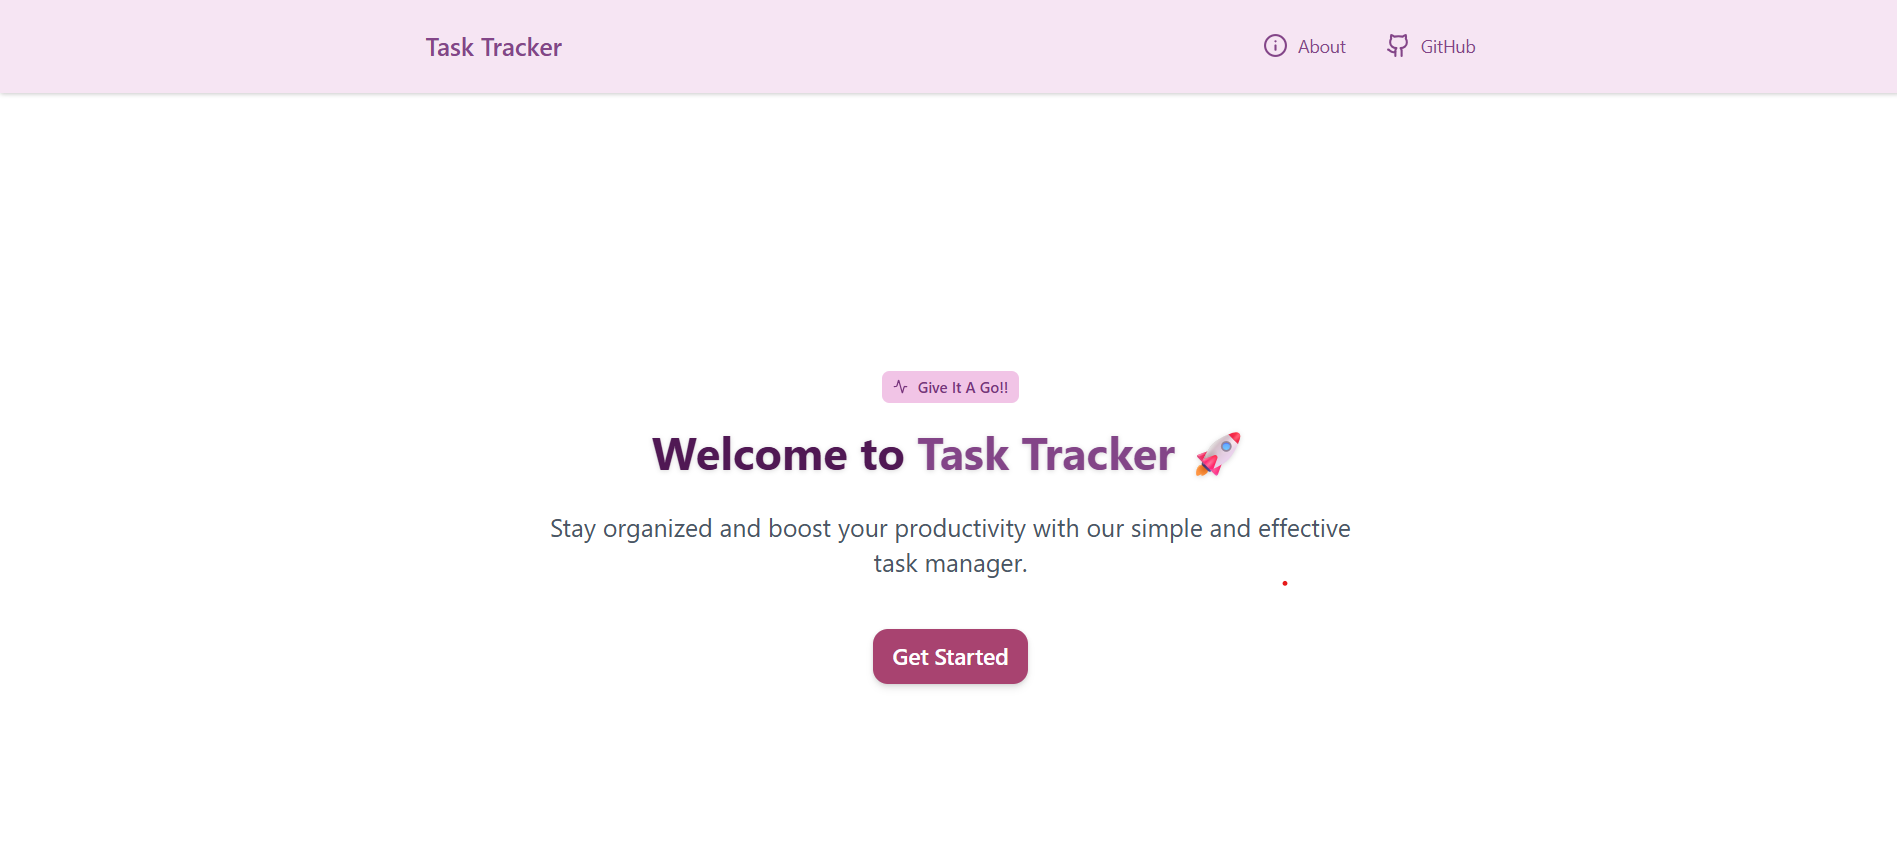 Task Tracker
About
GitHub
Give It A Go!!
Welcome to Task Tracker 🚀
Stay organized and boost your productivity with our simple and effective
task manager.
Get Started